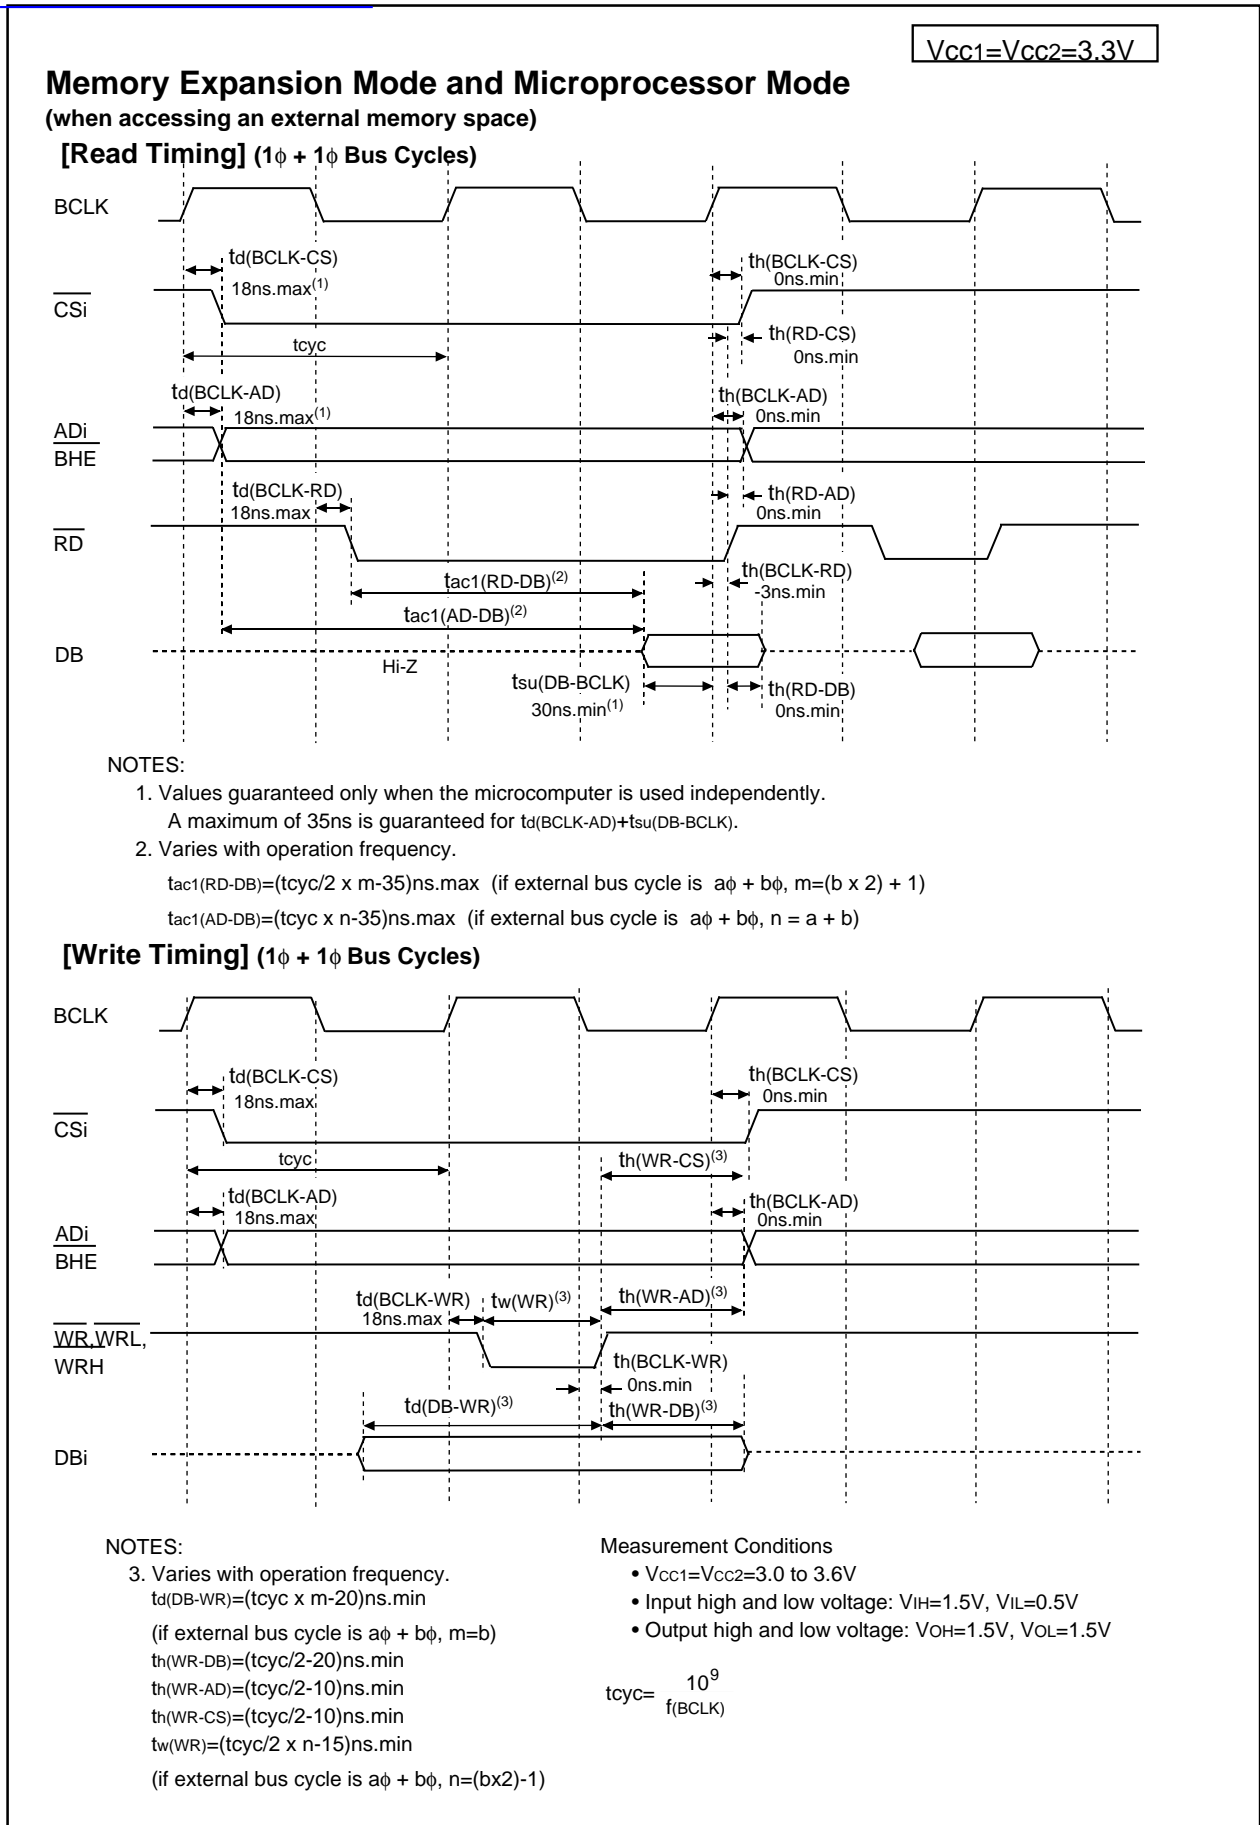 Vcc1=Vcc2=3.3V
Memory Expansion Mode and Microprocessor Mode
(when accessing an external memory space)
[Read Timing] (1ϕ + 1ϕ Bus Cycles)
BCLK
td(BCLK-CS)
18ns.max(1)
th(BCLK-CS)
0ns.min
CSi
th(RD-CS)
0ns.min
tcyc
td(BCLK-AD)
18ns.max(1)
th(BCLK-AD)
0ns.min
ADi
BHE
td(BCLK-RD)
18ns.max
th(RD-AD)
0ns.min
RD
tac1(RD-DB)(2)
th(BCLK-RD)
-3ns.min
tac1(AD-DB)(2)
DB
Hi-Z
tsu(DB-BCLK)
30ns.min(1)
th(RD-DB)
0ns.min
NOTES:
1. Values guaranteed only when the microcomputer is used independently.
A maximum of 35ns is guaranteed for td(BCLK-AD)+tsu(DB-BCLK).
2. Varies with operation frequency.
tac1(RD-DB)=(tcyc/2 x m-35)ns.max (if external bus cycle is aϕ + bϕ, m=(b x 2) + 1)
tac1(AD-DB)=(tcyc x n-35)ns.max (if external bus cycle is aϕ + bϕ, n = a + b)
[Write Timing] (1ϕ + 1ϕ Bus Cycles)
BCLK
td(BCLK-CS)
18ns.max
th(BCLK-CS)
0ns.min
CSi
tcyc
th(WR-CS)(3)
td(BCLK-AD)
18ns.max
th(BCLK-AD)
0ns.min
ADi
BHE
td(BCLK-WR)
18ns.max
tw(WR)(3)
th(WR-AD)(3)
WR,WRL,
WRH
th(BCLK-WR)
0ns.min
td(DB-WR)(3)
th(WR-DB)(3)
DBi
NOTES:
3. Varies with operation frequency.
td(DB-WR)=(tcyc x m-20)ns.min
(if external bus cycle is aϕ + bϕ, m=b)
th(WR-DB)=(tcyc/2-20)ns.min
th(WR-AD)=(tcyc/2-10)ns.min
th(WR-CS)=(tcyc/2-10)ns.min
tw(WR)=(tcyc/2 x n-15)ns.min
(if external bus cycle is aϕ + bϕ, n=(bx2)-1)
Measurement Conditions
• VCC1=VCC2=3.0 to 3.6V
• Input high and low voltage: VIH=1.5V, VIL=0.5V
• Output high and low voltage: VOH=1.5V, VOL=1.5V
tcyc= 10^9
f(BCLK)